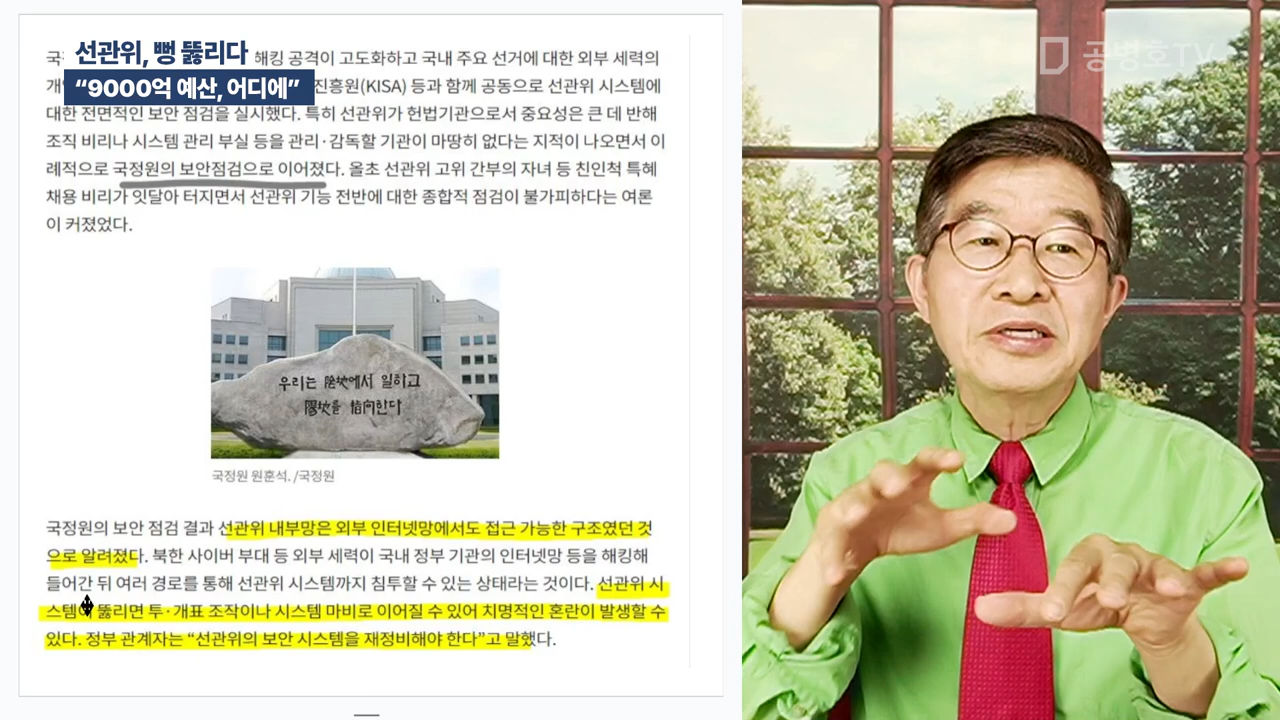 선관위, 뻥 뚫리다
“9000억 예산, 어디에”
공병호TV
해킹 공격이 고도화하고 국내 주요 선거에 대한 외부 세력의
진흥원(KISA) 등과 함께 공동으로 선관위 시스템에
대한 전면적인 보안 점검을 실시했다. 특히 선관위가 헌법기관으로서 중요성은 큰 데 반해
조직 비리나 시스템 관리 부실 등을 관리·감독할 기관이 마땅히 없다는 지적이 나오면서 이
례적으로 국정원의 보안점검으로 이어졌다. 올초 선관위 고위 간부의 자녀 등 친인척 특혜
채용 비리가 잇달아 터지면서 선관위 기능 전반에 대한 종합적 점검이 불가피하다는 여론
이 커졌었다.
우리는 陰地에서 일하고
陽地를 指向한다
국정원 원훈석. /국정원
국정원의 보안 점검 결과 선관위 내부망은 외부 인터넷망에서도 접근 가능한 구조였던 것
으로 알려졌다. 북한 사이버 부대 등 외부 세력이 국내 정부 기관의 인터넷망 등을 해킹해
들어간 뒤 여러 경로를 통해 선관위 시스템까지 침투할 수 있는 상태라는 것이다. 선관위 시
스템이 뚫리면 투·개표 조작이나 시스템 마비로 이어질 수 있어 치명적인 혼란이 발생할 수
있다. 정부 관계자는 “선관위의 보안 시스템을 재정비해야 한다”고 말했다.